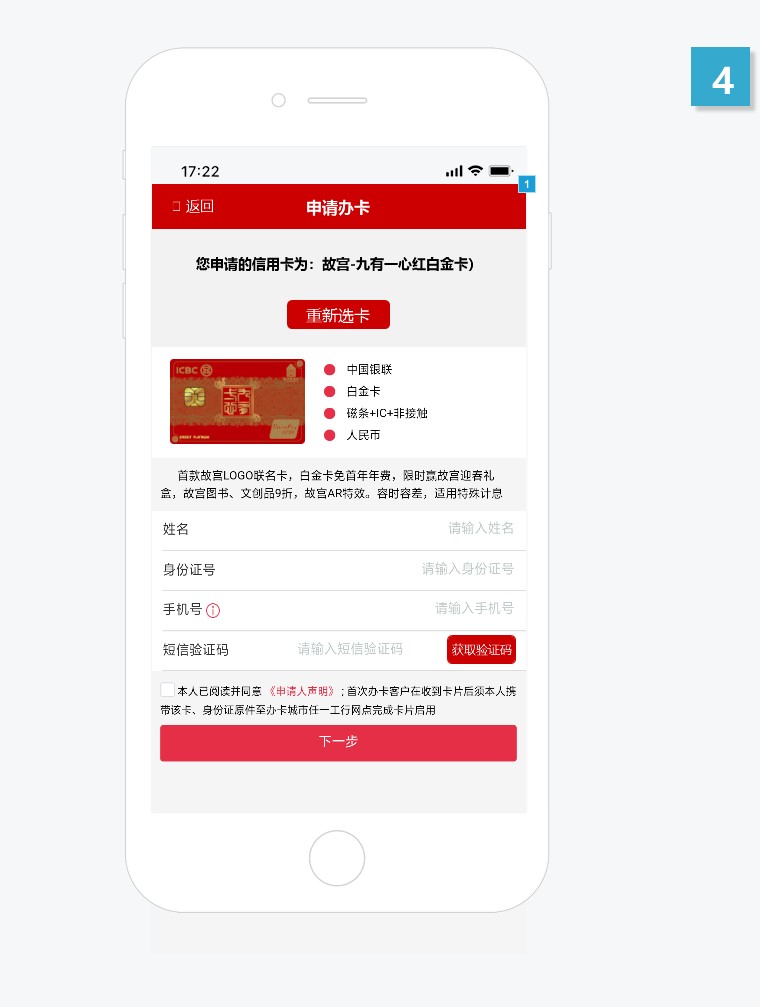 4
17:22
1
返回
申请办卡
您申请的信用卡为：故宫-九有一心红白金卡）
重新选卡
ICBC
中国银联
白金卡
磁条+IC+非接触
人民币
首款故宫LOGO联名卡，白金卡免首年年费，限时赢故宫迎春礼
盒，故宫图书、文创品9折，故宫AR特效。容时容差，适用特殊计息
姓名 请输入姓名
身份证号 请输入身份证号
手机号 请输入手机号
短信验证码 请输入短信验证码 获取验证码
本人已阅读并同意《申请人声明》；首次办卡客户在收到卡片后须本人携
带该卡、身份证原件至办卡城市任一工行网点完成卡片启用
下一步